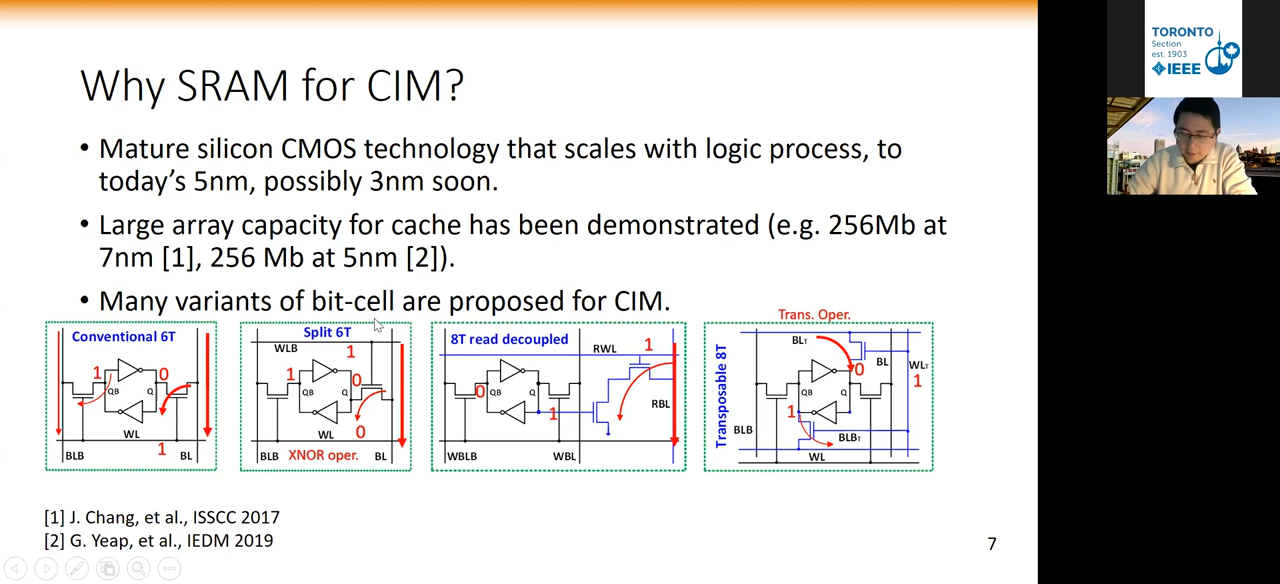 Why SRAM for CIM?
• Mature silicon CMOS technology that scales with logic process, to
today's 5nm, possibly 3nm soon.
• Large array capacity for cache has been demonstrated (e.g. 256Mb at
7nm [1], 256 Mb at 5nm [2]).
• Many variants of bit-cell are proposed for CIM.
Conventional 6T
1
0
QB
Q
WL
BLB
1
BL
Split 6T
WLB
1
1
0
QB
Q
WL
0
BLB
XNOR oper.
BL
8T read decoupled
RWL
1
0
QB
Q
1
RBL
WBLB
WBL
Trans. Oper.
Transposable 8T
BLT
0
BL
WLT
1
QB
Q
1
BLB
BLBT
WL
[1] J. Chang, et al., ISSCC 2017
[2] G. Yeap, et al., IEDM 2019
7
TORONTO
Section
est. 1903
IEEE